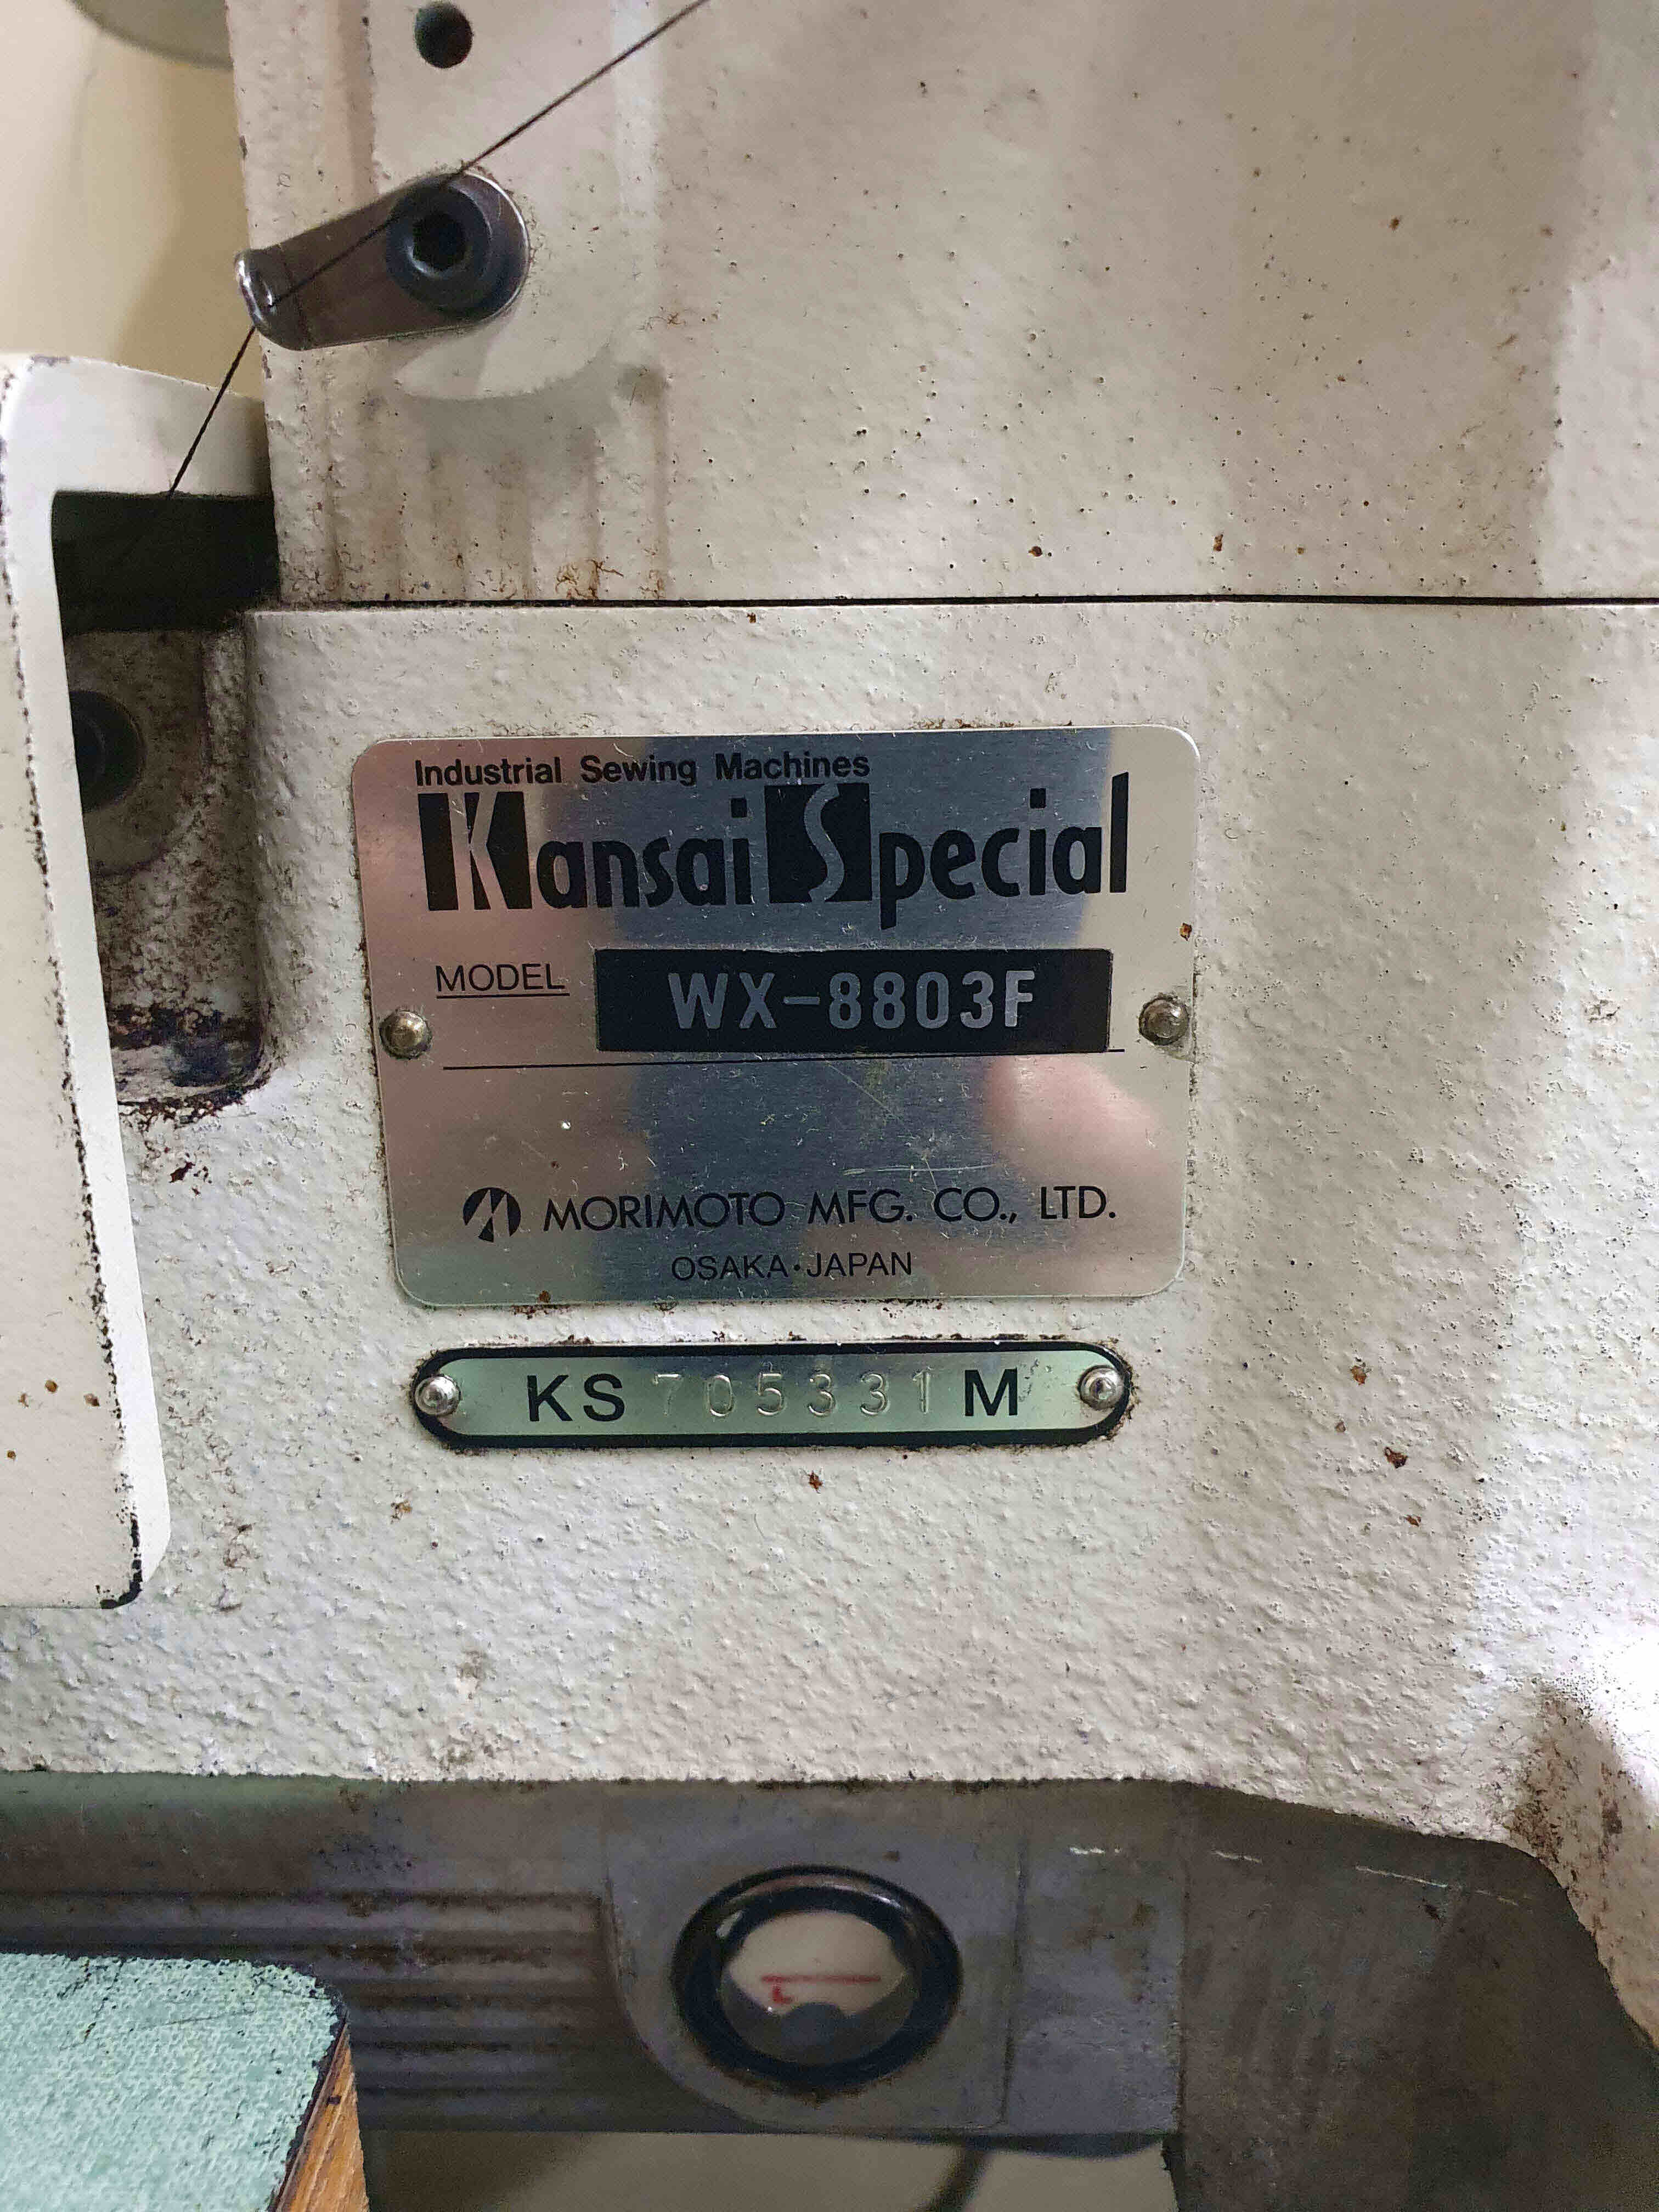 Industrial Sewing Machines
Kansai Special
MODEL WX-8803F
MORIMOTO MFG. CO., LTD.
OSAKA·JAPAN
KS 705331 M
L